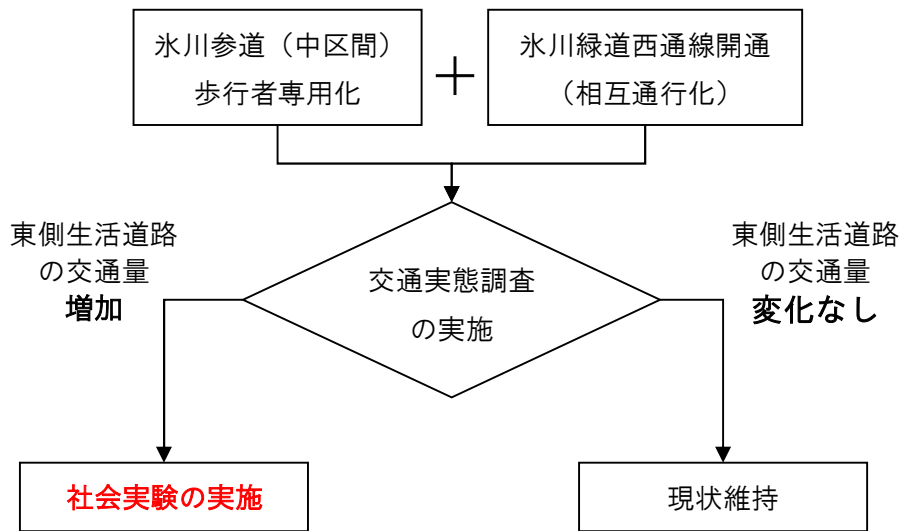 氷川参道（中区間）
歩行者専用化
＋
氷川緑道西通線開通
（相互通行化）
東側生活道路
の交通量
増加
交通実態調査
の実施
東側生活道路
の交通量
変化なし
社会実験の実施
現状維持